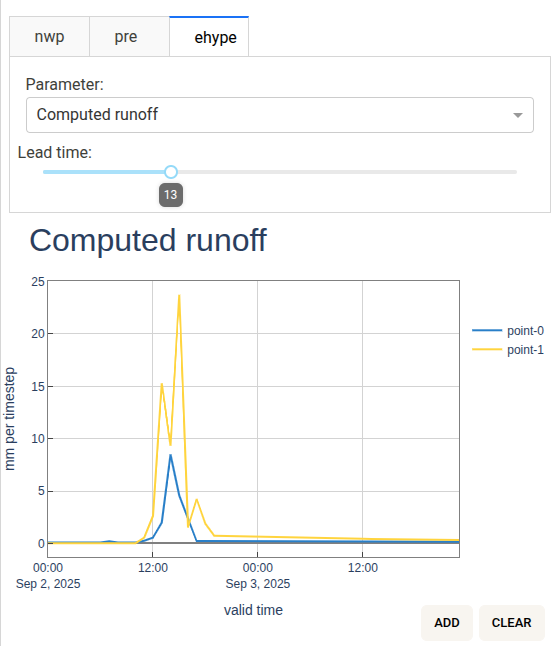 nwp pre ehype
Parameter:
Computed runoff
Lead time:
13
Computed runoff
25
20
15
10
5
0
mm per timestep
point-0
point-1
00:00 12:00 00:00 12:00
Sep 2, 2025 Sep 3, 2025
valid time
ADD CLEAR